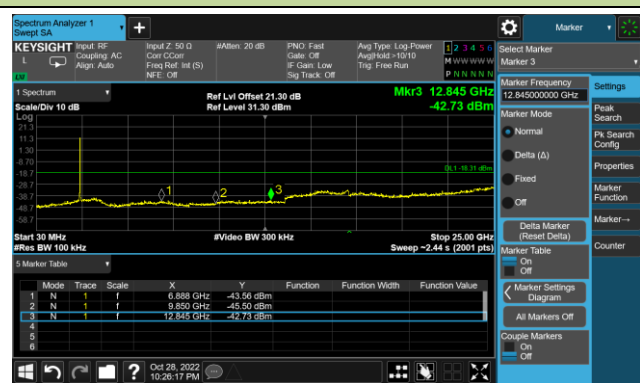 Spectrum Analyzer 1
Swept SA
Marker
KEYSIGHT
Input: RF
Input Z: 50 Ω
#Atten: 20 dB
PNO: Fast
Avg Type: Log-Power
1 2 3 4 5 6
L
Coupling: AC
Corr CCorr
Gate: Off
Avg|Hold >10/10
M W W W W W
Align: Auto
Freq Ref: Int (S)
IF Gain: Low
Trig: Free Run
NFE: Off
Sig Track: Off
P N N N N N
LW
Select Marker
Marker 3
1 Spectrum
Ref Lvl Offset 21.30 dB
Mkr3 12.845 GHz
Scale/Div 10 dB
Ref Level 31.30 dBm
-42.73 dBm
Log
21.3
11.3
1.30
-8.70
-18.7
-28.7
-38.7
-48.7
-58.7
DL1 -18.31 dBm
1
2
3
Start 30 MHz
#Video BW 300 kHz
Stop 25.00 GHz
#Res BW 100 kHz
Sweep ~2.44 s (2001 pts)
5 Marker Table
Mode Trace Scale X Y Function Function Width Function Value
1 N 1 f 6.888 GHz -43.56 dBm
2 N 1 f 9.850 GHz -45.50 dBm
3 N 1 f 12.845 GHz -42.73 dBm
4
5
6
Oct 28, 2022
10:26:17 PM
?
Marker Frequency
12.845000000 GHz
Marker Mode
Normal
Delta (Δ)
Fixed
Off
Delta Marker
(Reset Delta)
Marker Table
On
Off
Marker Settings
Diagram
All Markers Off
Couple Markers
On
Off
Settings
Peak
Search
Pk Search
Config
Properties
Marker
Function
Marker→
Counter